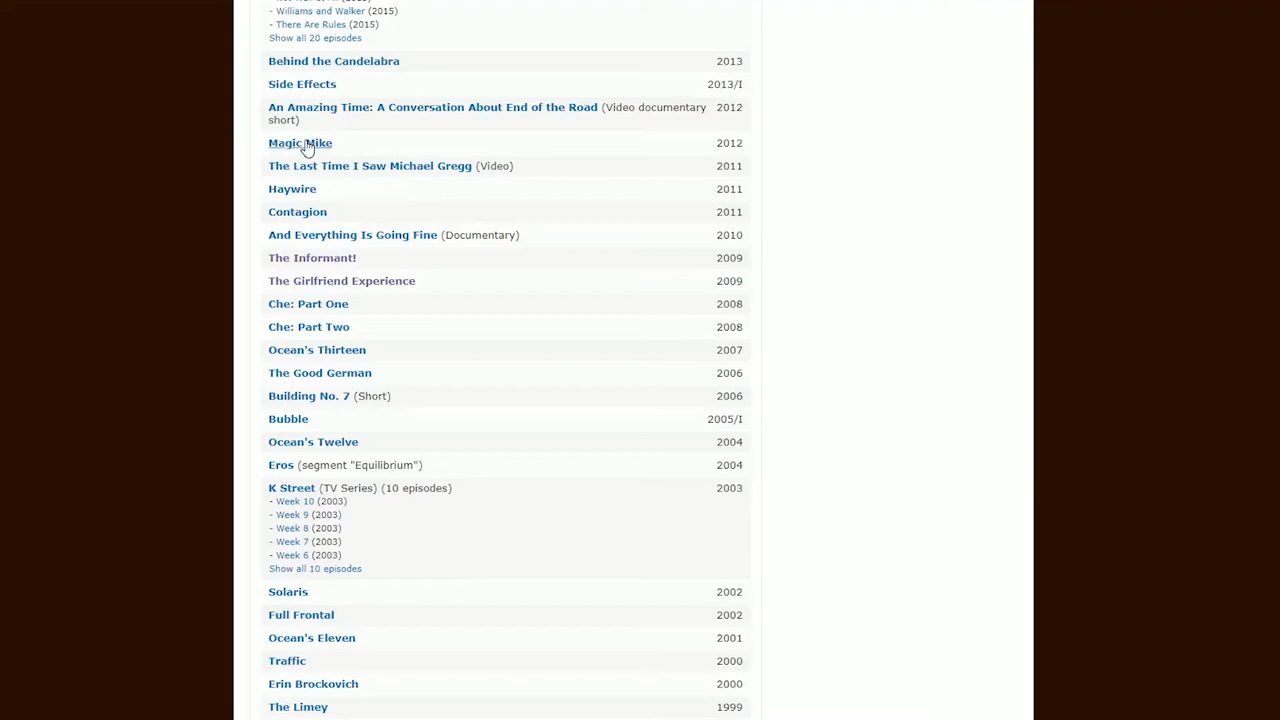 - Williams and Walker (2015)
- There Are Rules (2015)
Show all 20 episodes
Behind the Candelabra 2013
Side Effects 2013/I
An Amazing Time: A Conversation About End of the Road (Video documentary 2012
short)
Magic Mike 2012
The Last Time I Saw Michael Gregg (Video) 2011
Haywire 2011
Contagion 2011
And Everything Is Going Fine (Documentary) 2010
The Informant! 2009
The Girlfriend Experience 2009
Che: Part One 2008
Che: Part Two 2008
Ocean's Thirteen 2007
The Good German 2006
Building No. 7 (Short) 2006
Bubble 2005/I
Ocean's Twelve 2004
Eros (segment "Equilibrium") 2004
K Street (TV Series) (10 episodes) 2003
- Week 10 (2003)
- Week 9 (2003)
- Week 8 (2003)
- Week 7 (2003)
- Week 6 (2003)
Show all 10 episodes
Solaris 2002
Full Frontal 2002
Ocean's Eleven 2001
Traffic 2000
Erin Brockovich 2000
The Limey 1999